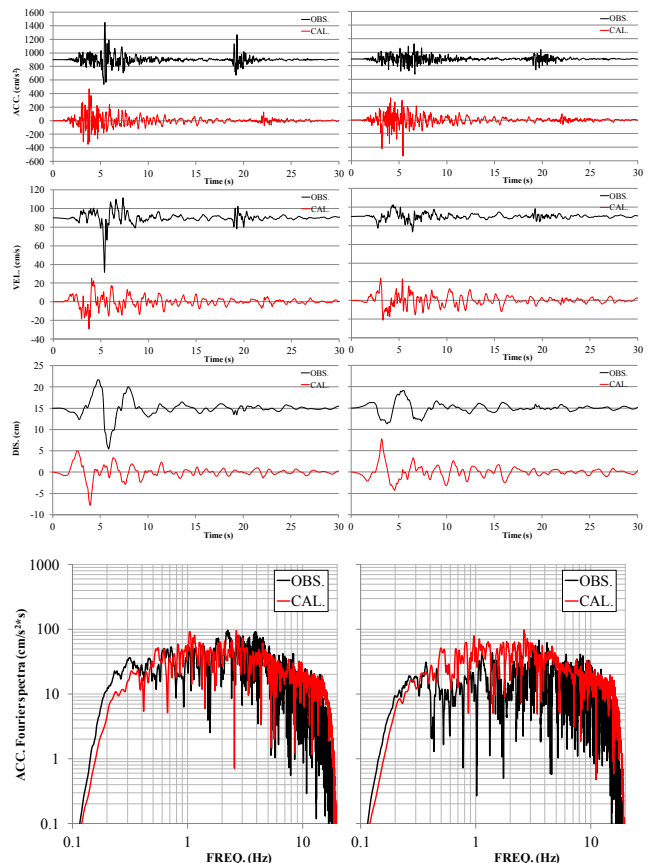 1600
1400
1200
1000
800
600
400
200
0
-200
-400
-600
ACC. (cm/s²)
OBS.
CAL.
0 5 10 15 20 25 30
Time (s)
OBS.
CAL.
0 5 10 15 20 25 30
Time (s)
120
100
80
60
40
20
0
-20
-40
VEL. (cm/s)
OBS.
CAL.
0 5 10 15 20 25 30
Time (s)
OBS.
CAL.
0 5 10 15 20 25 30
Time (s)
25
20
15
10
5
0
-5
-10
DIS. (cm)
OBS.
CAL.
0 5 10 15 20 25 30
Time (s)
OBS.
CAL.
0 5 10 15 20 25 30
Time (s)
1000
100
10
1
0.1
ACC. Fourier spectra (cm/s²*s)
OBS.
CAL.
0.1 1 10
FREQ. (Hz)
OBS.
CAL.
0.1 1 10
FREQ. (Hz)